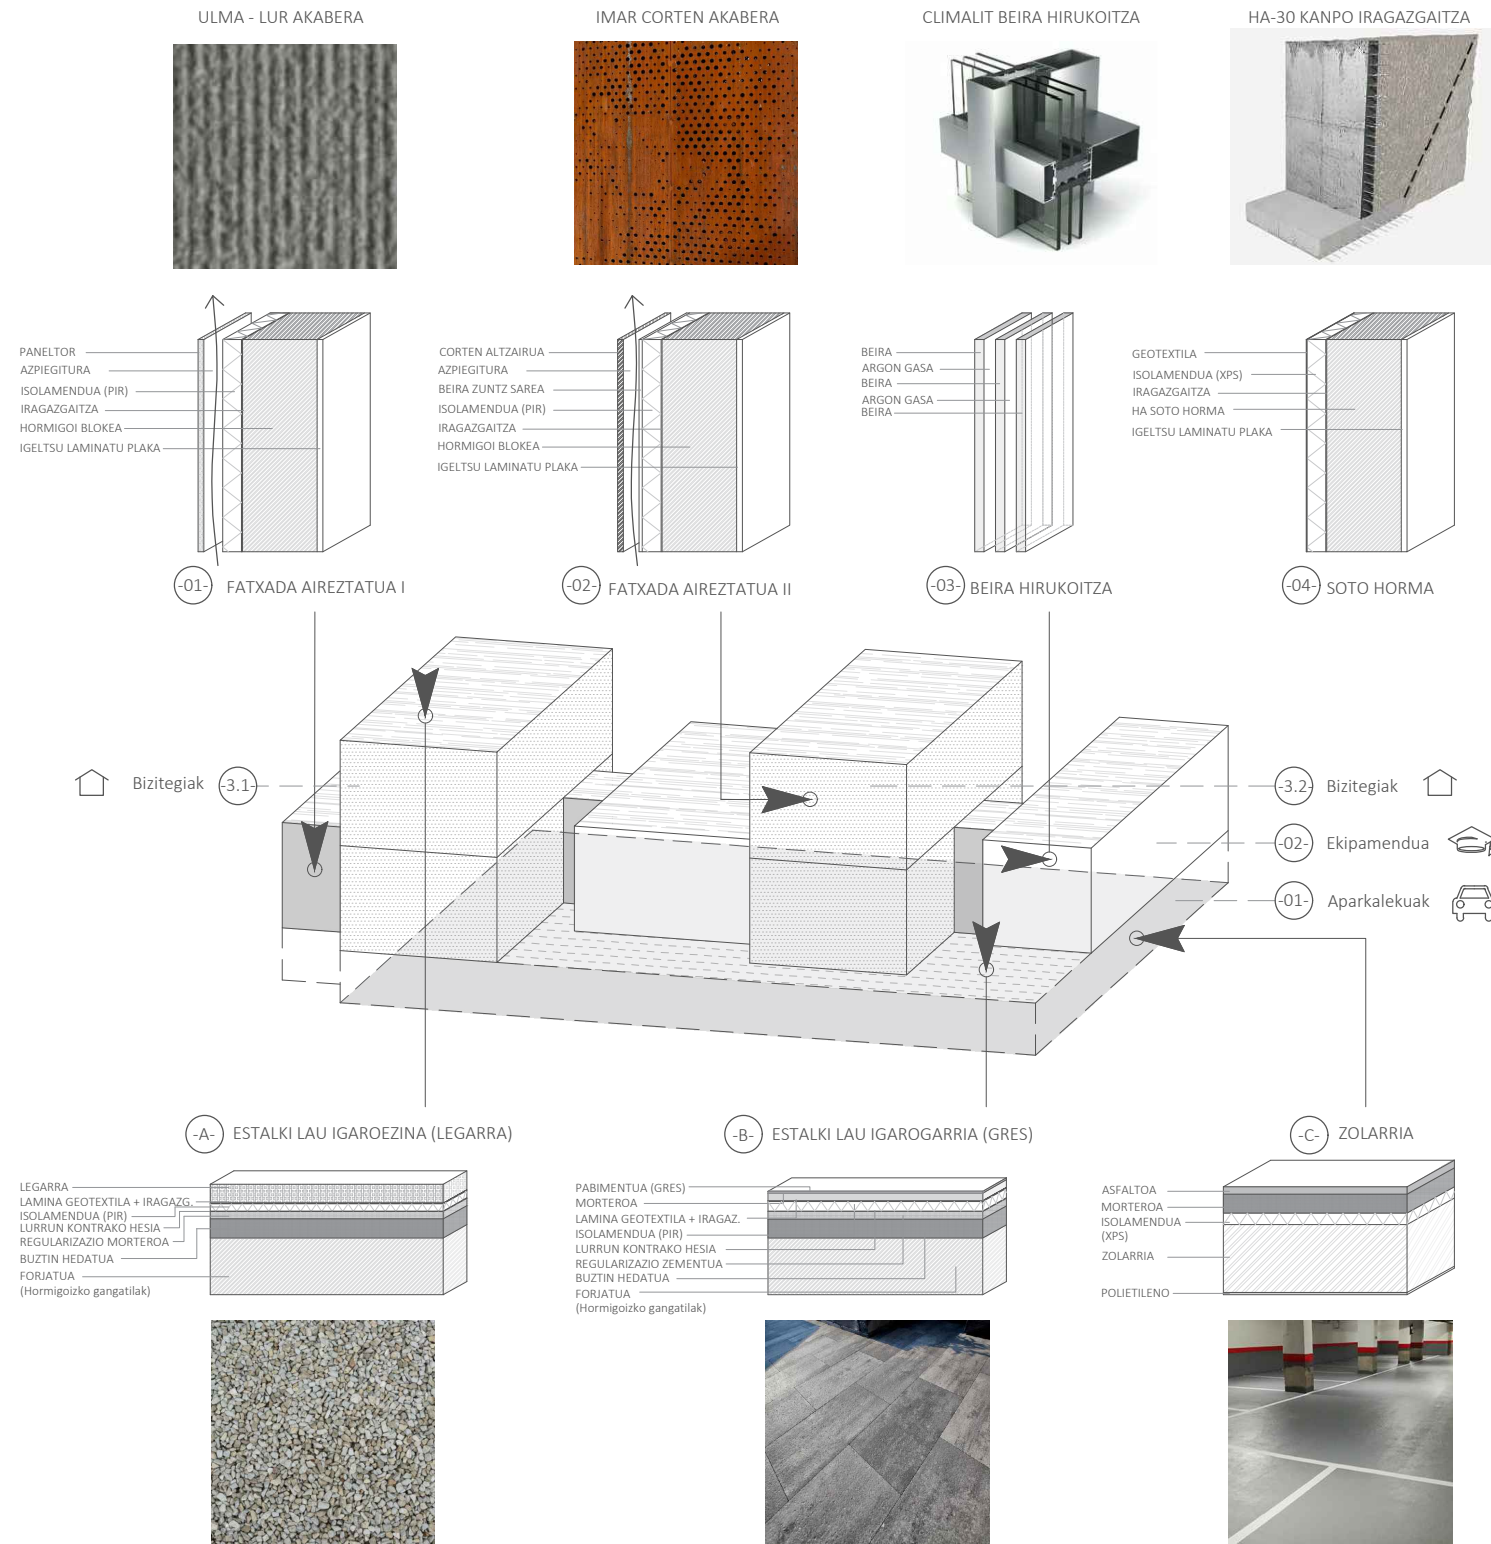 ULMA - LUR AKABERA
IMAR CORTEN AKABERA
CLIMALIT BEIRA HIRUKOITZA
HA-30 KANPO IRAGAZGAITZA
PANELTOR
AZPIEGITURA
ISOLAMENDUA (PIR)
IRAGAZGAITZA
HORMIGOI BLOKEA
IGELTSU LAMINATU PLAKA
CORTEN ALTZAIRUA
AZPIEGITURA
BEIRA ZUNTZ SAREA
ISOLAMENDUA (PIR)
IRAGAZGAITZA
HORMIGOI BLOKEA
IGELTSU LAMINATU PLAKA
BEIRA
ARGON GASA
BEIRA
ARGON GASA
BEIRA
GEOTEXTILA
ISOLAMENDUA (XPS)
IRAGAZGAITZA
HA SOTO HORMA
IGELTSU LAMINATU PLAKA
-01- FATXADA AIREZTATUA I
-02- FATXADA AIREZTATUA II
-03- BEIRA HIRUKOITZA
-04- SOTO HORMA
Bizitegiak -3.1-
-3.2- Bizitegiak
-02- Ekipamendua
-01- Aparkalekuak
-A- ESTALKI LAU IGAROEZINA (LEGARRA)
-B- ESTALKI LAU IGAROGARRIA (GRES)
-C- ZOLARRIA
LEGARRA
LAMINA GEOTEXTILA + IRAGAZG.
ISOLAMENDUA (PIR)
LURRUN KONTRAKO HESIA
REGULARIZAZIO MORTEROA
BUZTIN HEDATUA
FORJATUA
(Hormigoizko gangatilak)
PABIMENTUA (GRES)
MORTEROA
LAMINA GEOTEXTILA + IRAGAZ.
ISOLAMENDUA (PIR)
LURRUN KONTRAKO HESIA
REGULARIZAZIO ZEMENTUA
BUZTIN HEDATUA
FORJATUA
(Hormigoizko gangatilak)
ASFALTOA
MORTEROA
ISOLAMENDUA
(XPS)
ZOLARRIA
POLIETILENO